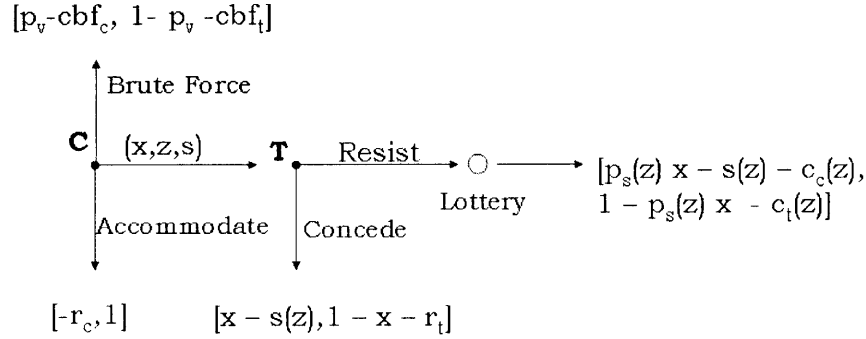 [p_v-cbf_c, 1- p_v -cbf_t]
Brute Force
C (x,z,s) T Resist
[p_s(z) x – s(z) – c_c(z),
Lottery
1 – p_s(z) x - c_t(z)]
Accommodate Concede
[-r_c,1] [x – s(z),1 – x – r_t]